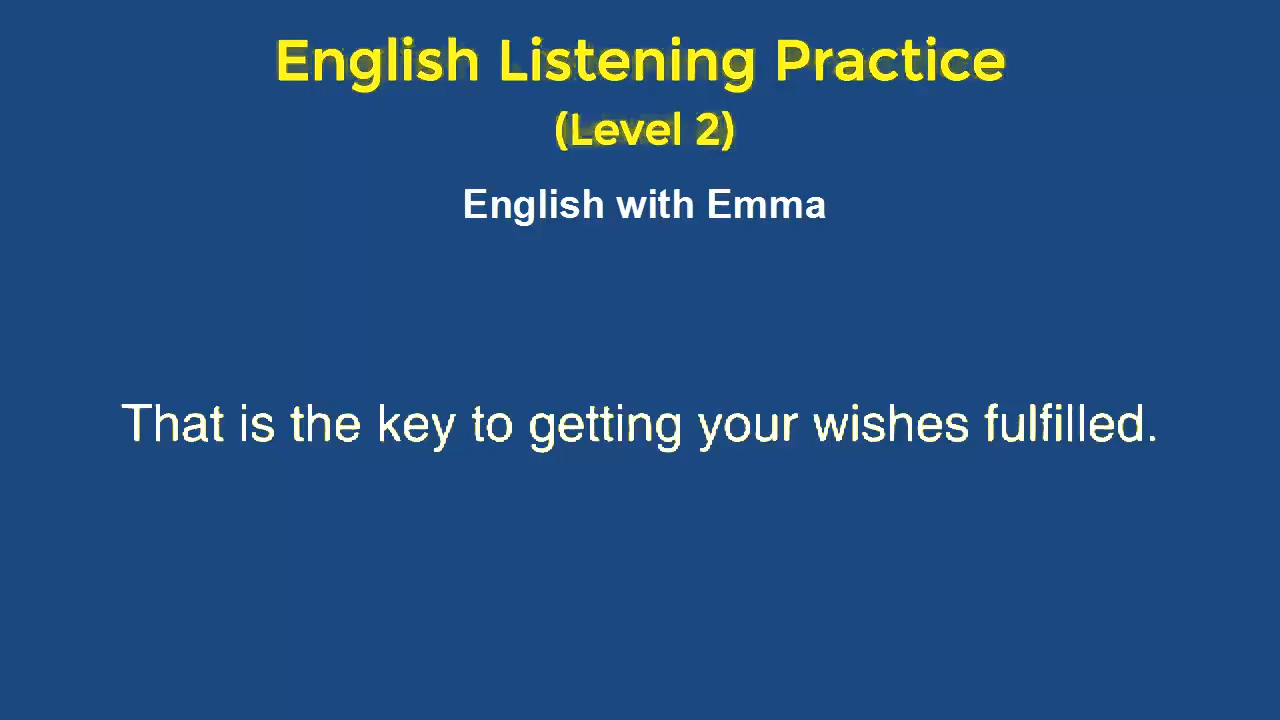 English Listening Practice
(Level 2)
English with Emma
That is the key to getting your wishes fulfilled.